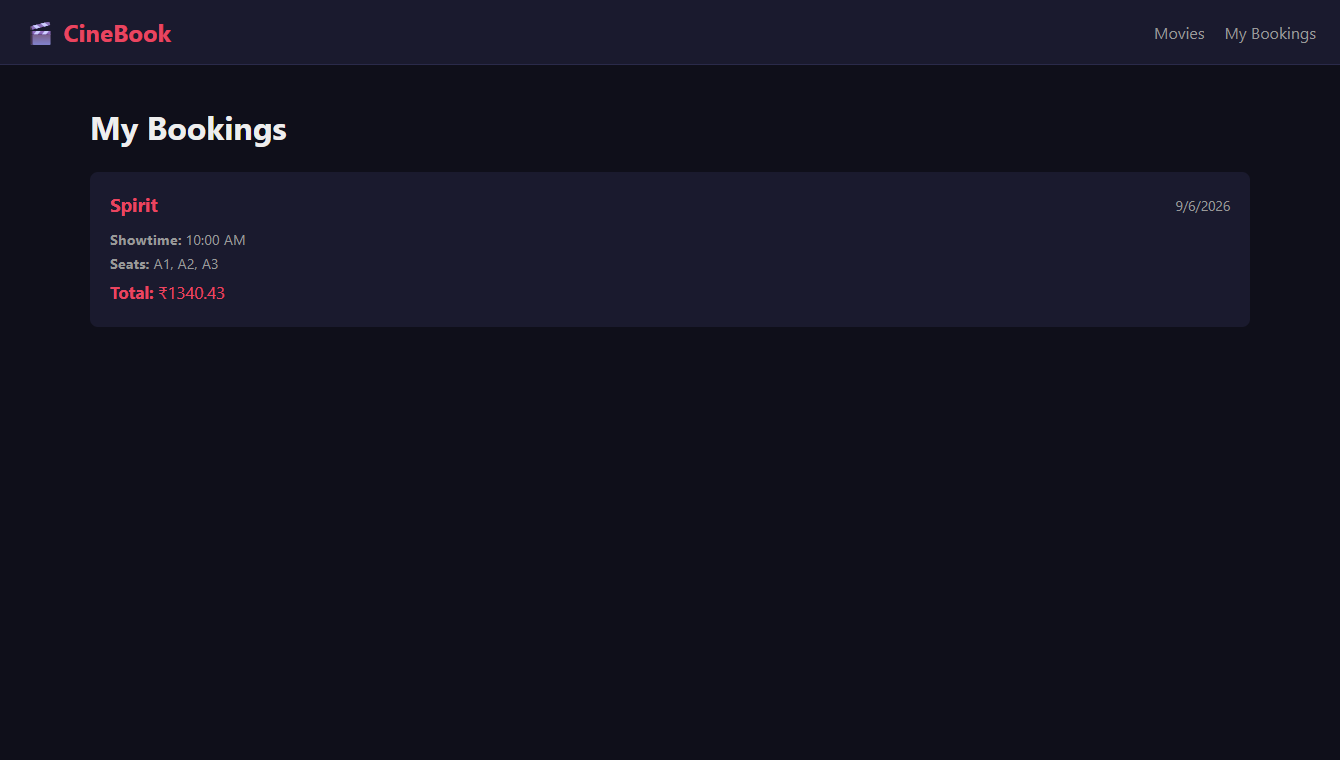 CineBook
Movies
My Bookings
My Bookings
Spirit
9/6/2026
Showtime: 10:00 AM
Seats: A1, A2, A3
Total: ₹1340.43